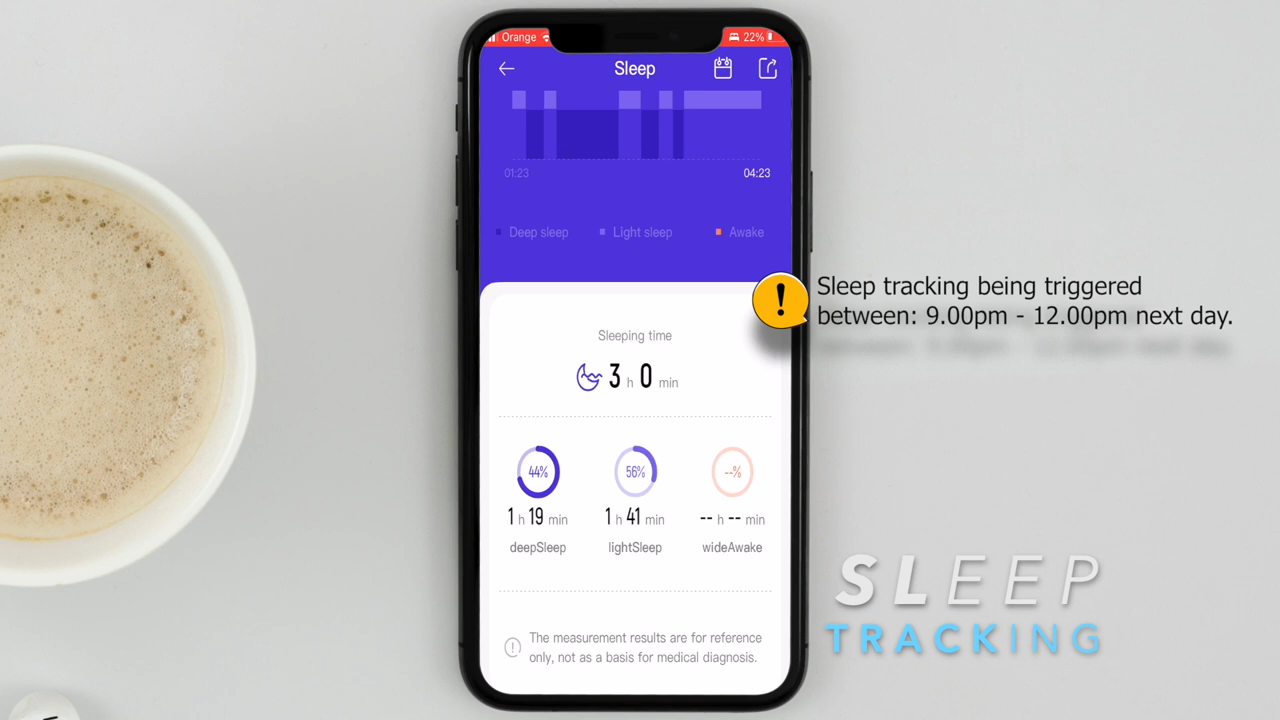 Orange
22%
Sleep
01:23
04:23
Deep sleep
Light sleep
Awake
Sleep tracking being triggered
between: 9.00pm - 12.00pm next day.
Sleeping time
3 h 0 min
44%
56%
--%
1 h 19 min
1 h 41 min
-- h -- min
deepSleep
lightSleep
wideAwake
The measurement results are for reference
only, not as a basis for medical diagnosis.
SLEEP
TRACKING